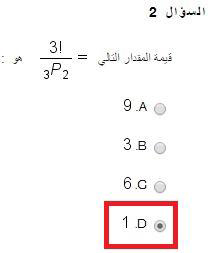 السؤال 2
قيمة المقدار التالي = 3! / ₃P₂ هو :
9 .A
3 .B
6 .C
1 .D